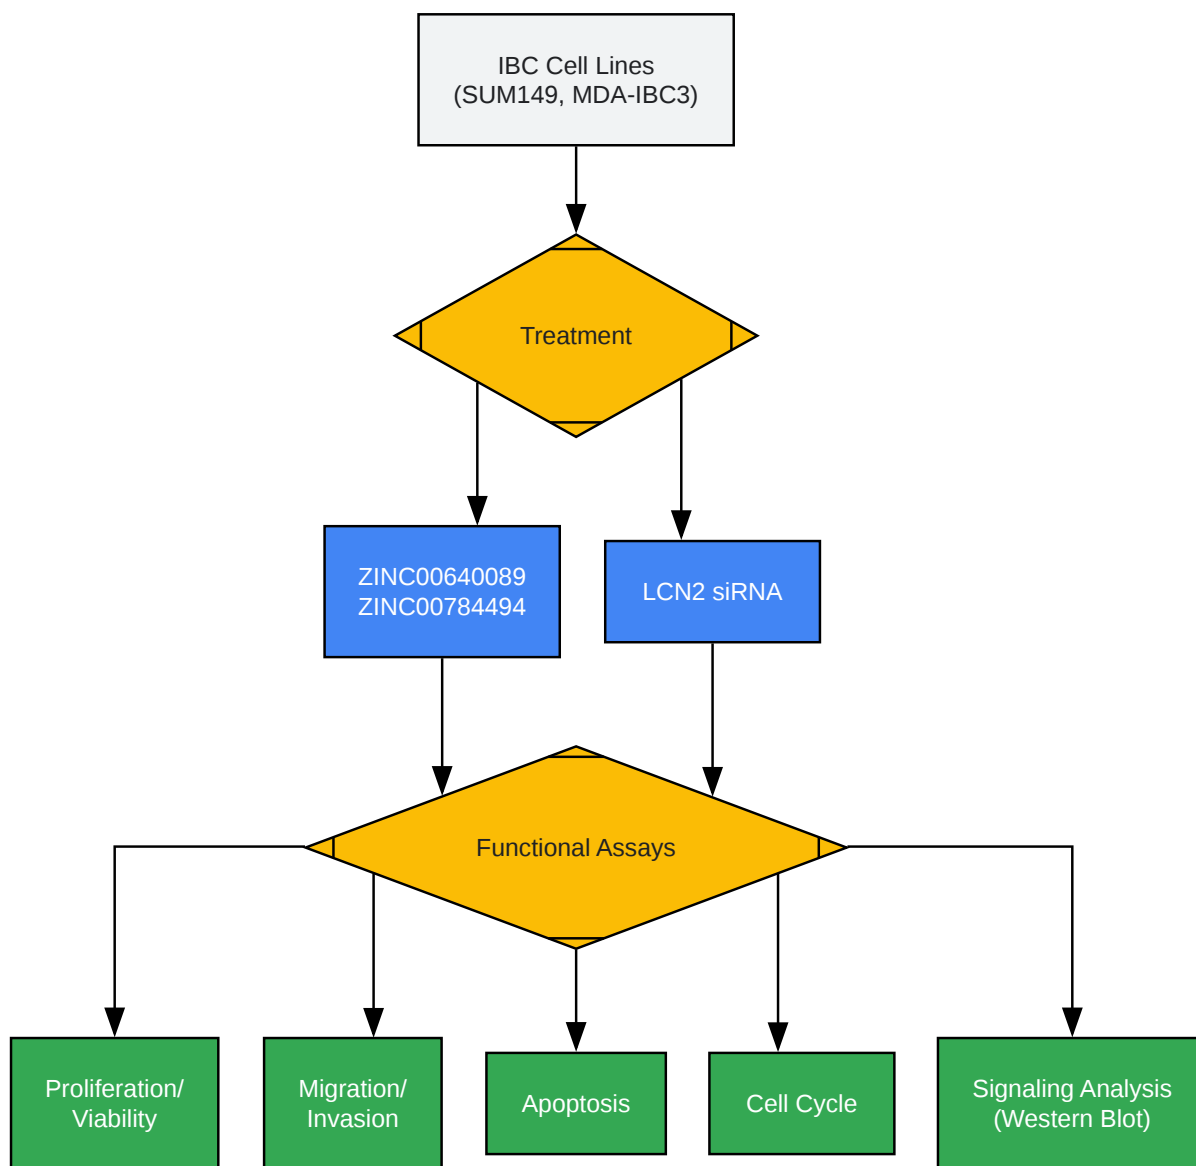 IBC Cell Lines
(SUM149, MDA-IBC3)
Treatment
ZINC00640089
ZINC00784494
LCN2 siRNA
Functional Assays
Proliferation/
Viability
Migration/
Invasion
Apoptosis
Cell Cycle
Signaling Analysis
(Western Blot)